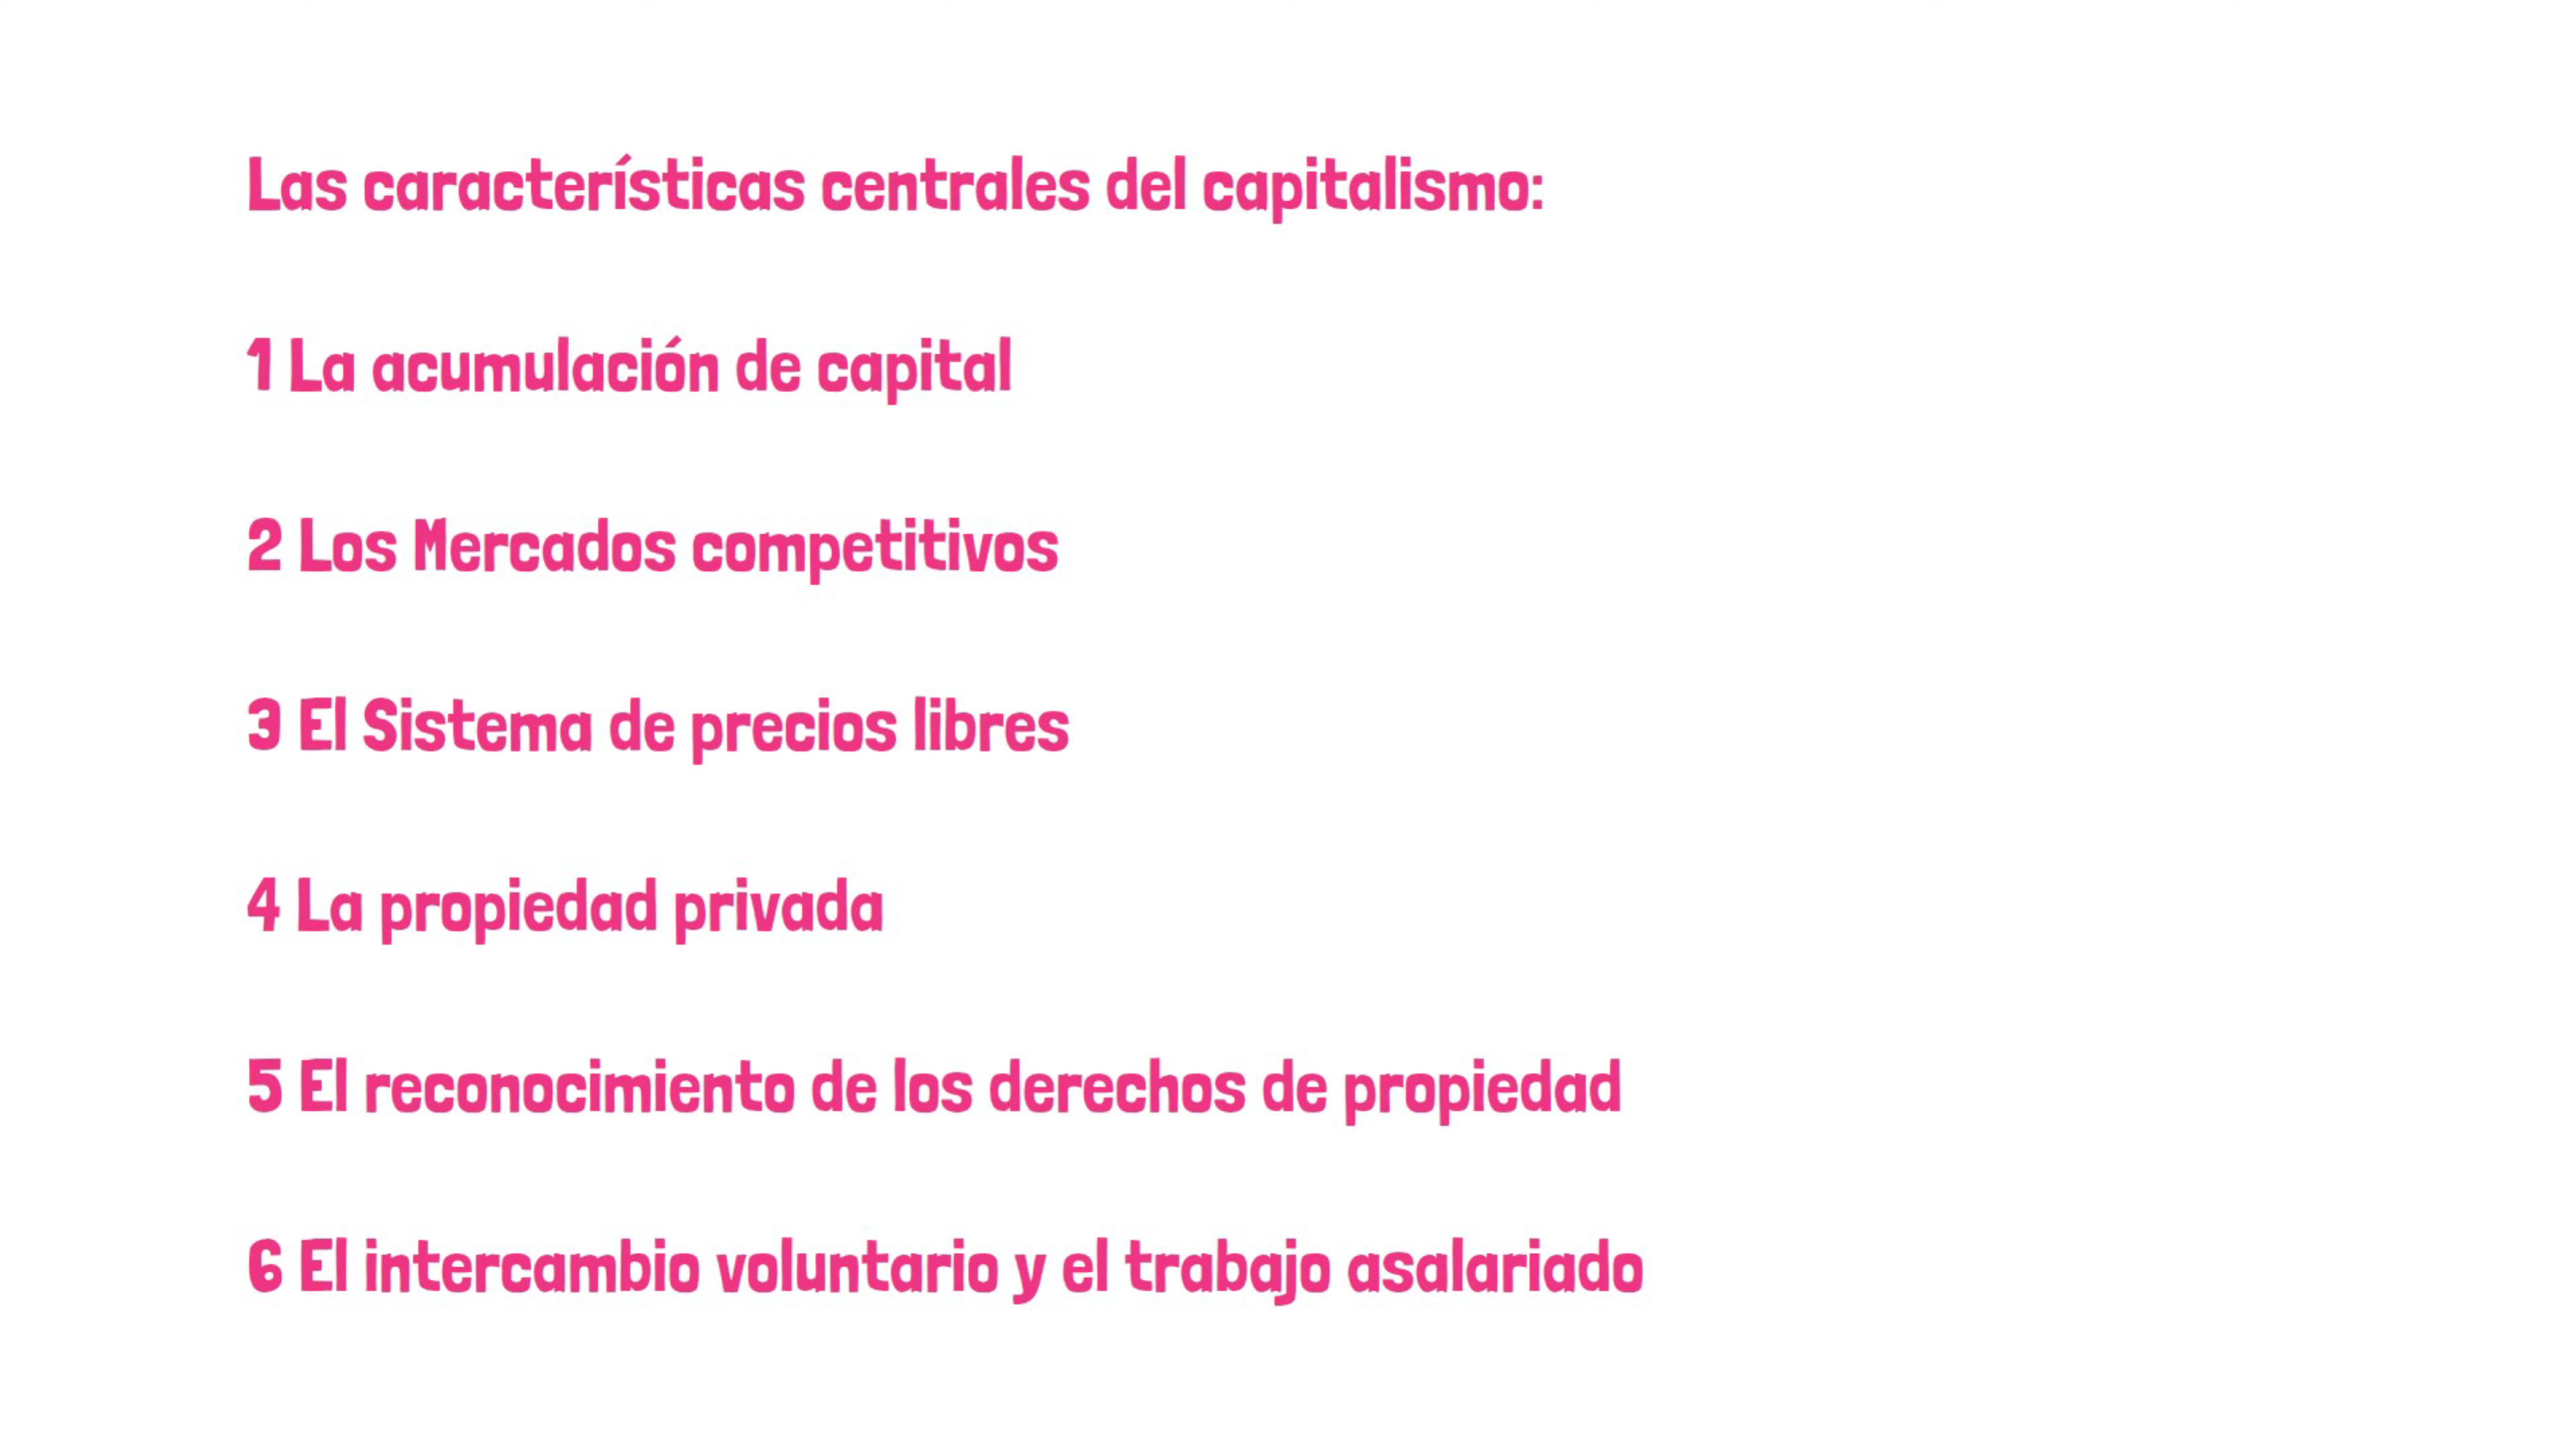 Las características centrales del capitalismo:
1 La acumulación de capital
2 Los Mercados competitivos
3 El Sistema de precios libres
4 La propiedad privada
5 El reconocimiento de los derechos de propiedad
6 El intercambio voluntario y el trabajo asalariado